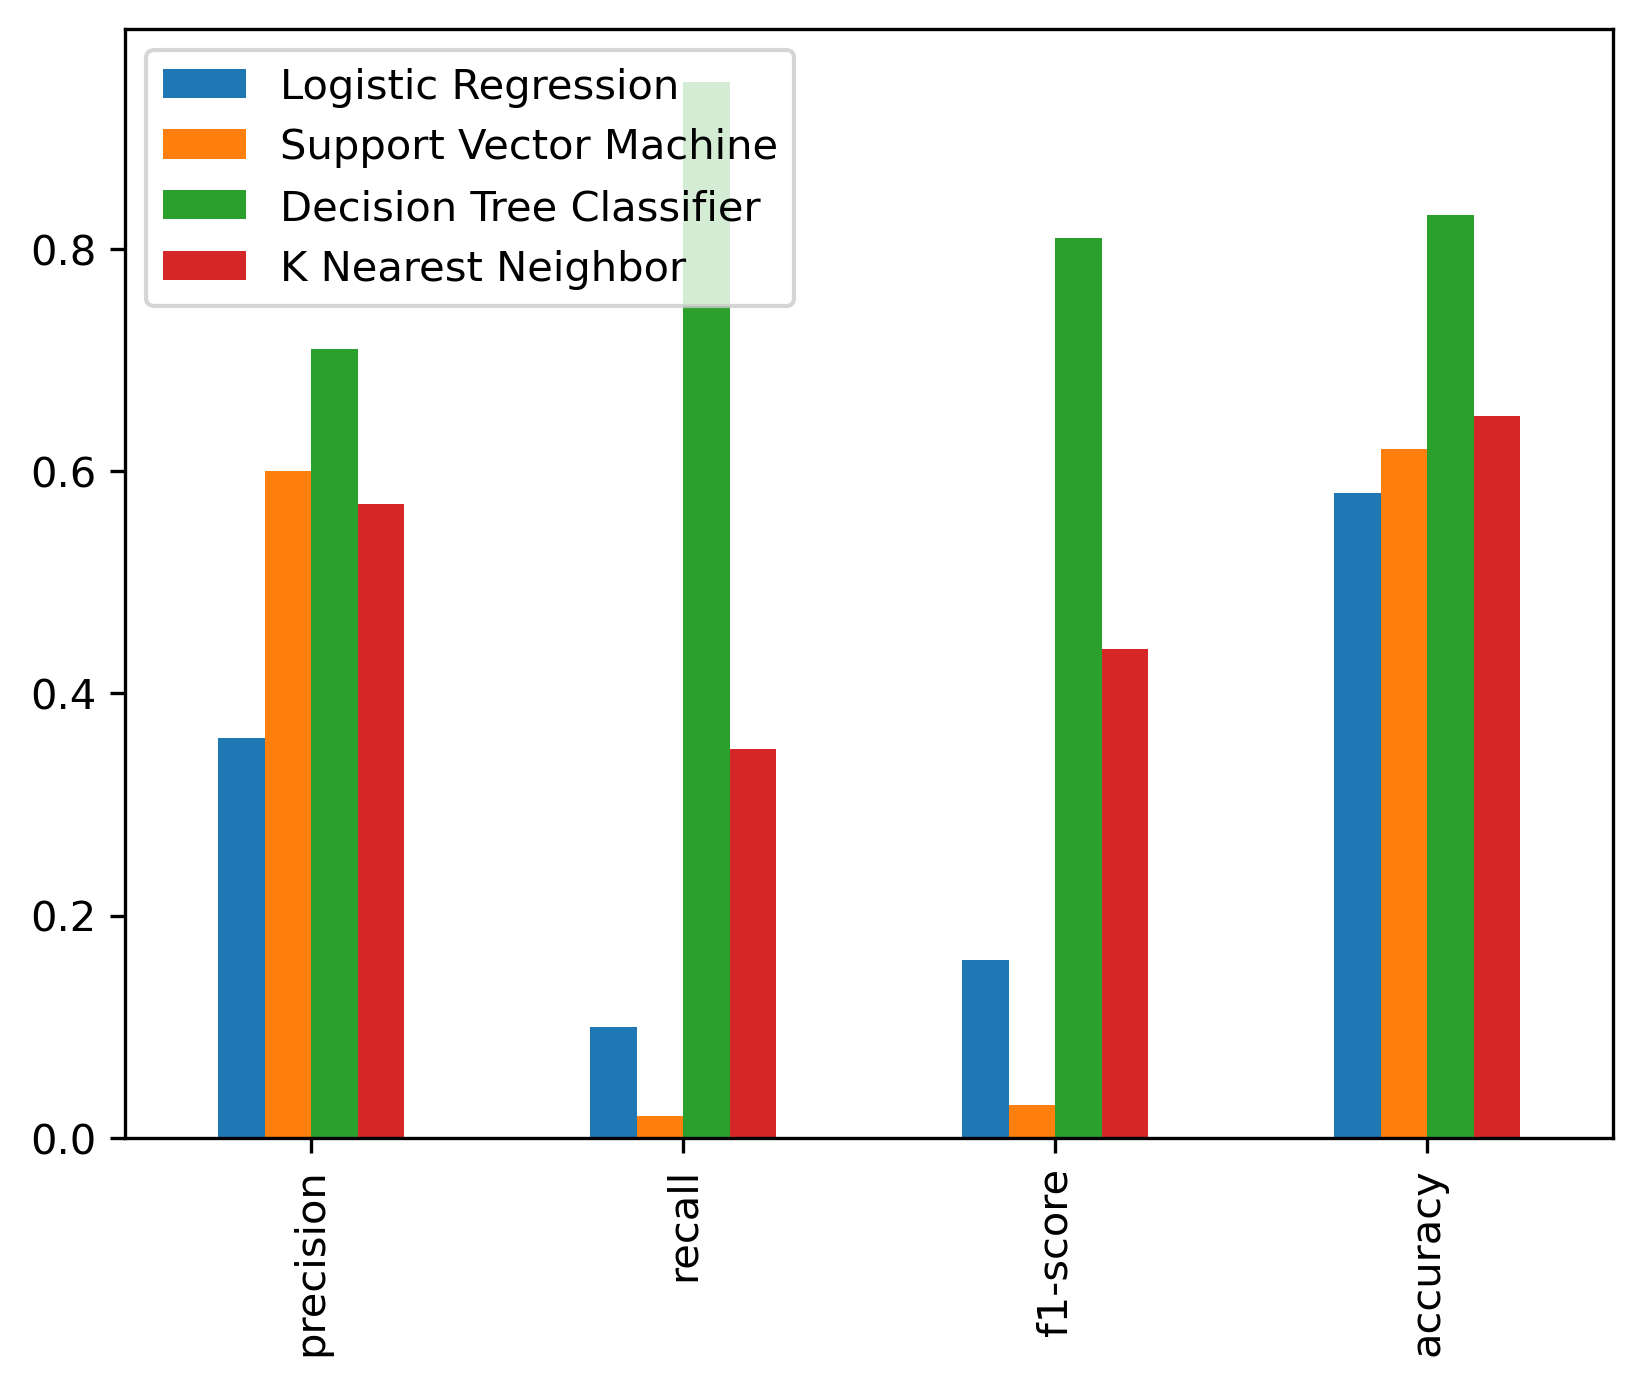 Logistic Regression
Support Vector Machine
Decision Tree Classifier
K Nearest Neighbor
0.8
0.6
0.4
0.2
0.0
precision
recall
f1-score
accuracy